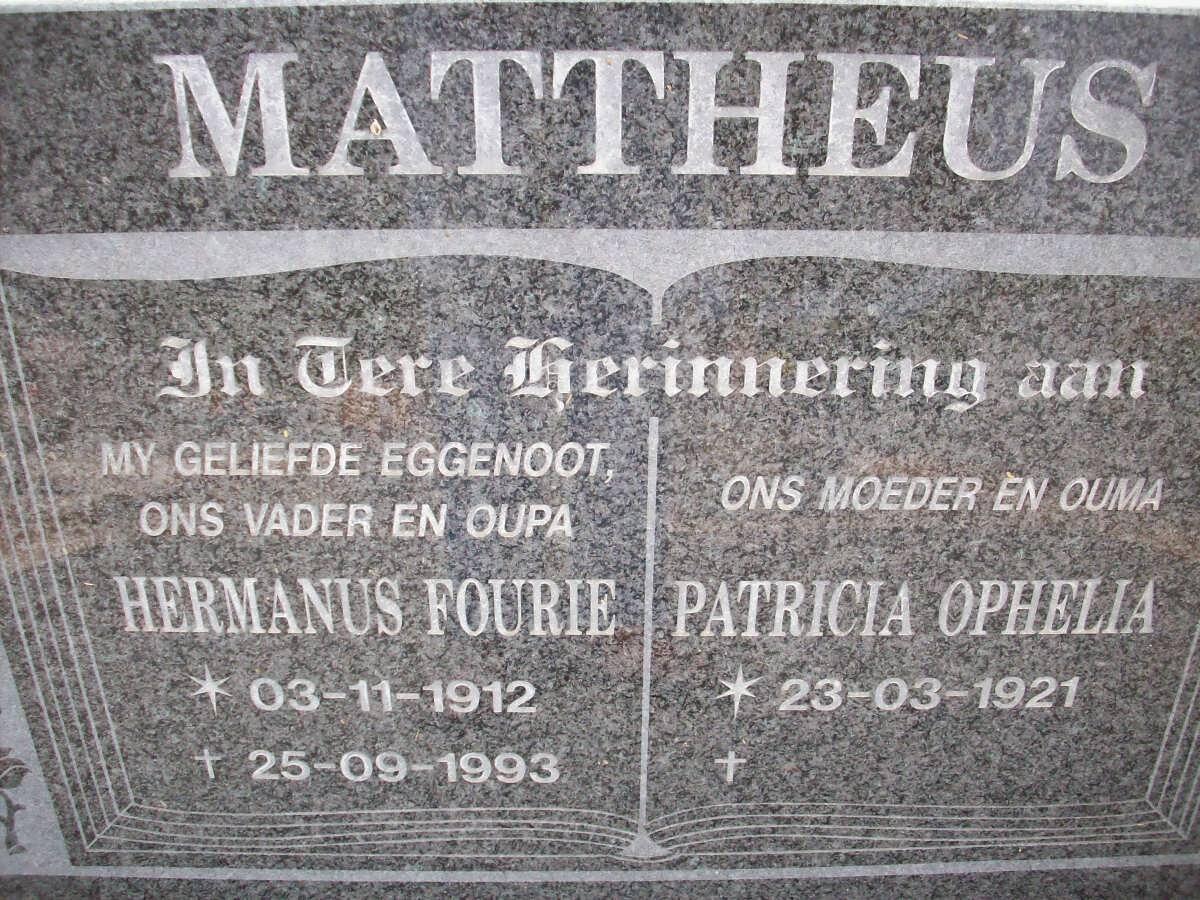 MATTHEUS
In Tere Herinnering aan
MY GELIEFDE EGGENOOT,
ONS VADER EN OUPA
HERMANUS FOURIE
* 03-11-1912
† 25-09-1993
ONS MOEDER EN OUMA
PATRICIA OPHELIA
* 23-03-1921
†